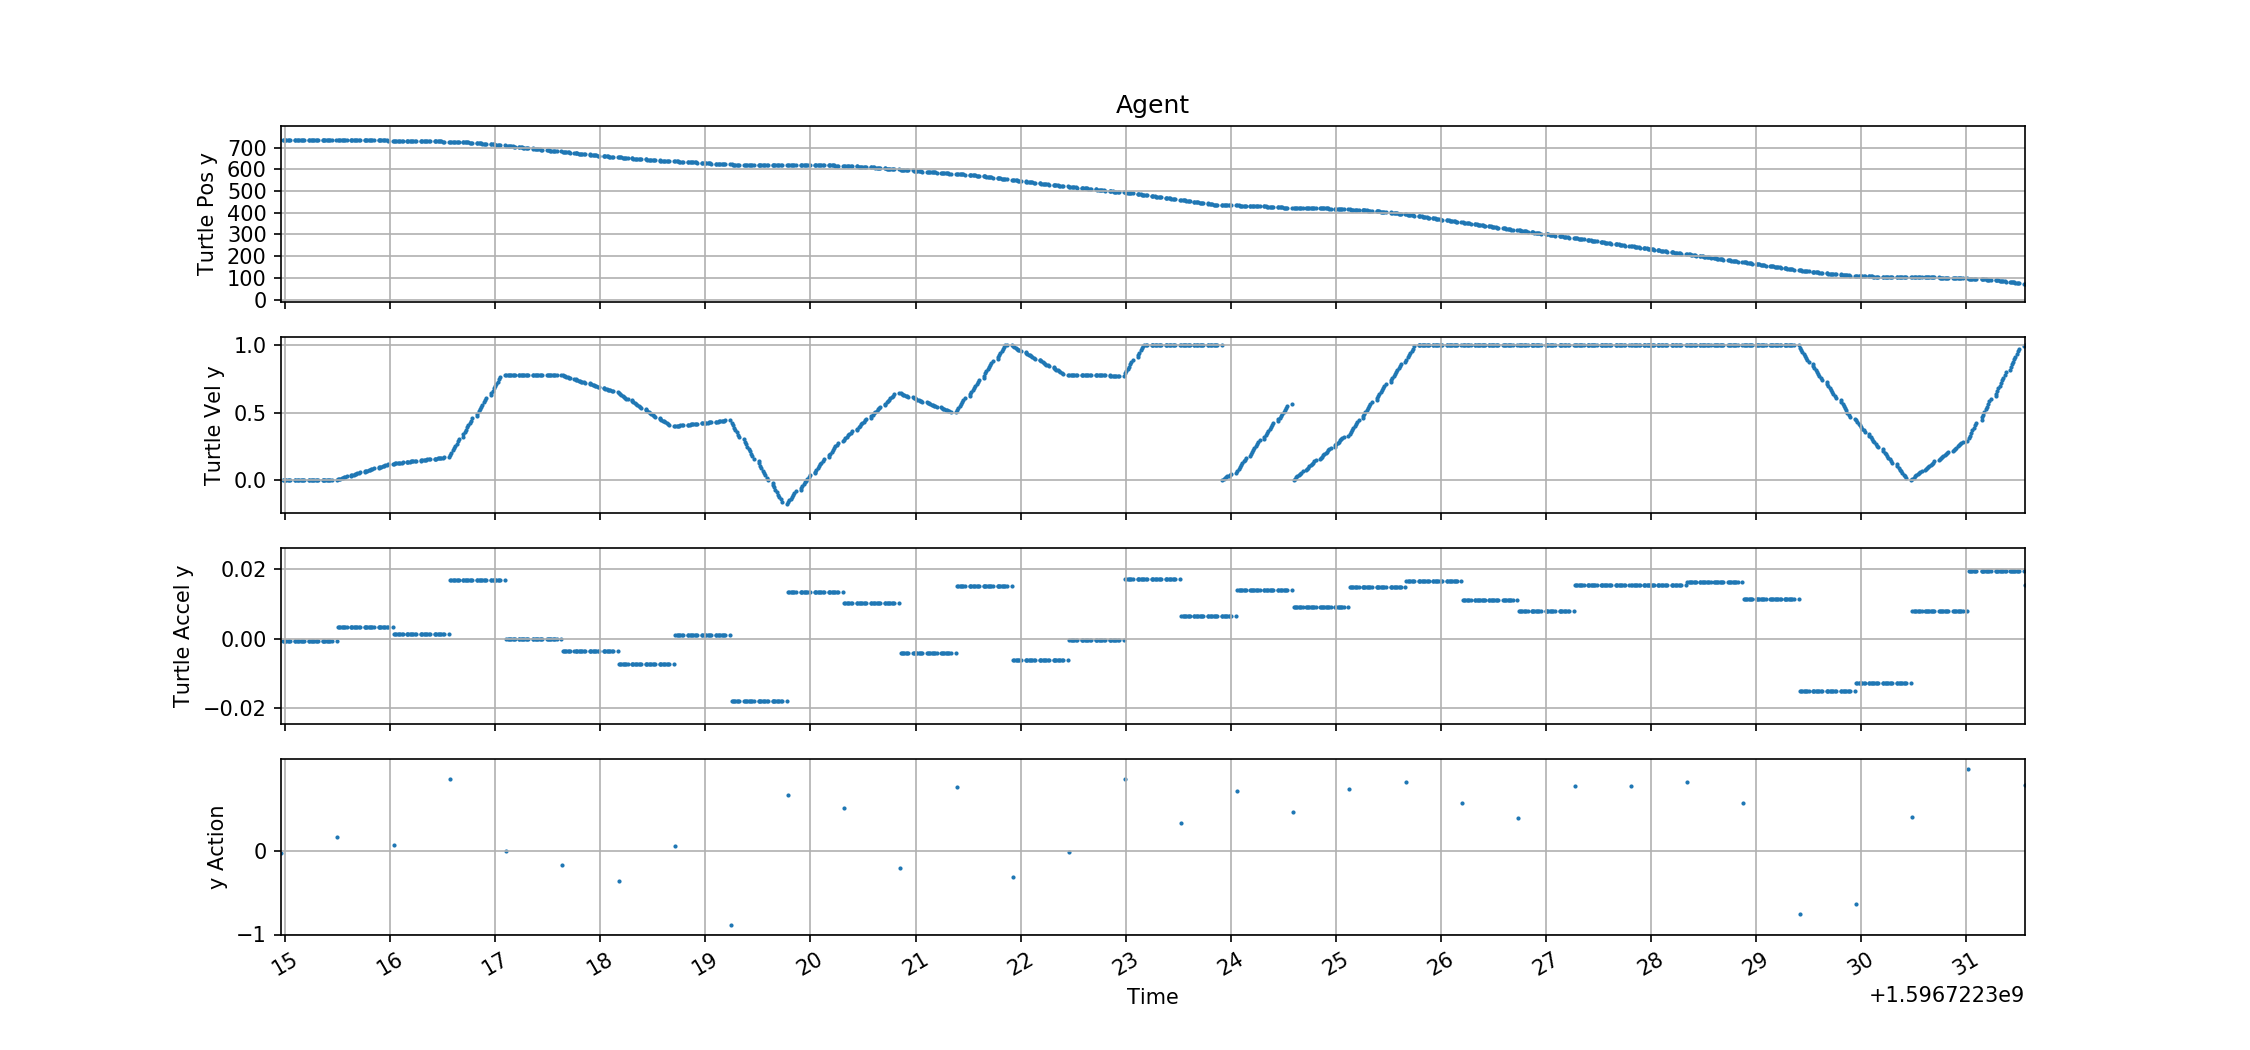 Agent
Turtle Pos y
700
600
500
400
300
200
100
0
Turtle Vel y
1.0
0.5
0.0
Turtle Accel y
0.02
0.00
−0.02
y Action
0
−1
15 16 17 18 19 20 21 22 23 24 25 26 27 28 29 30 31
Time
+1.5967223e9